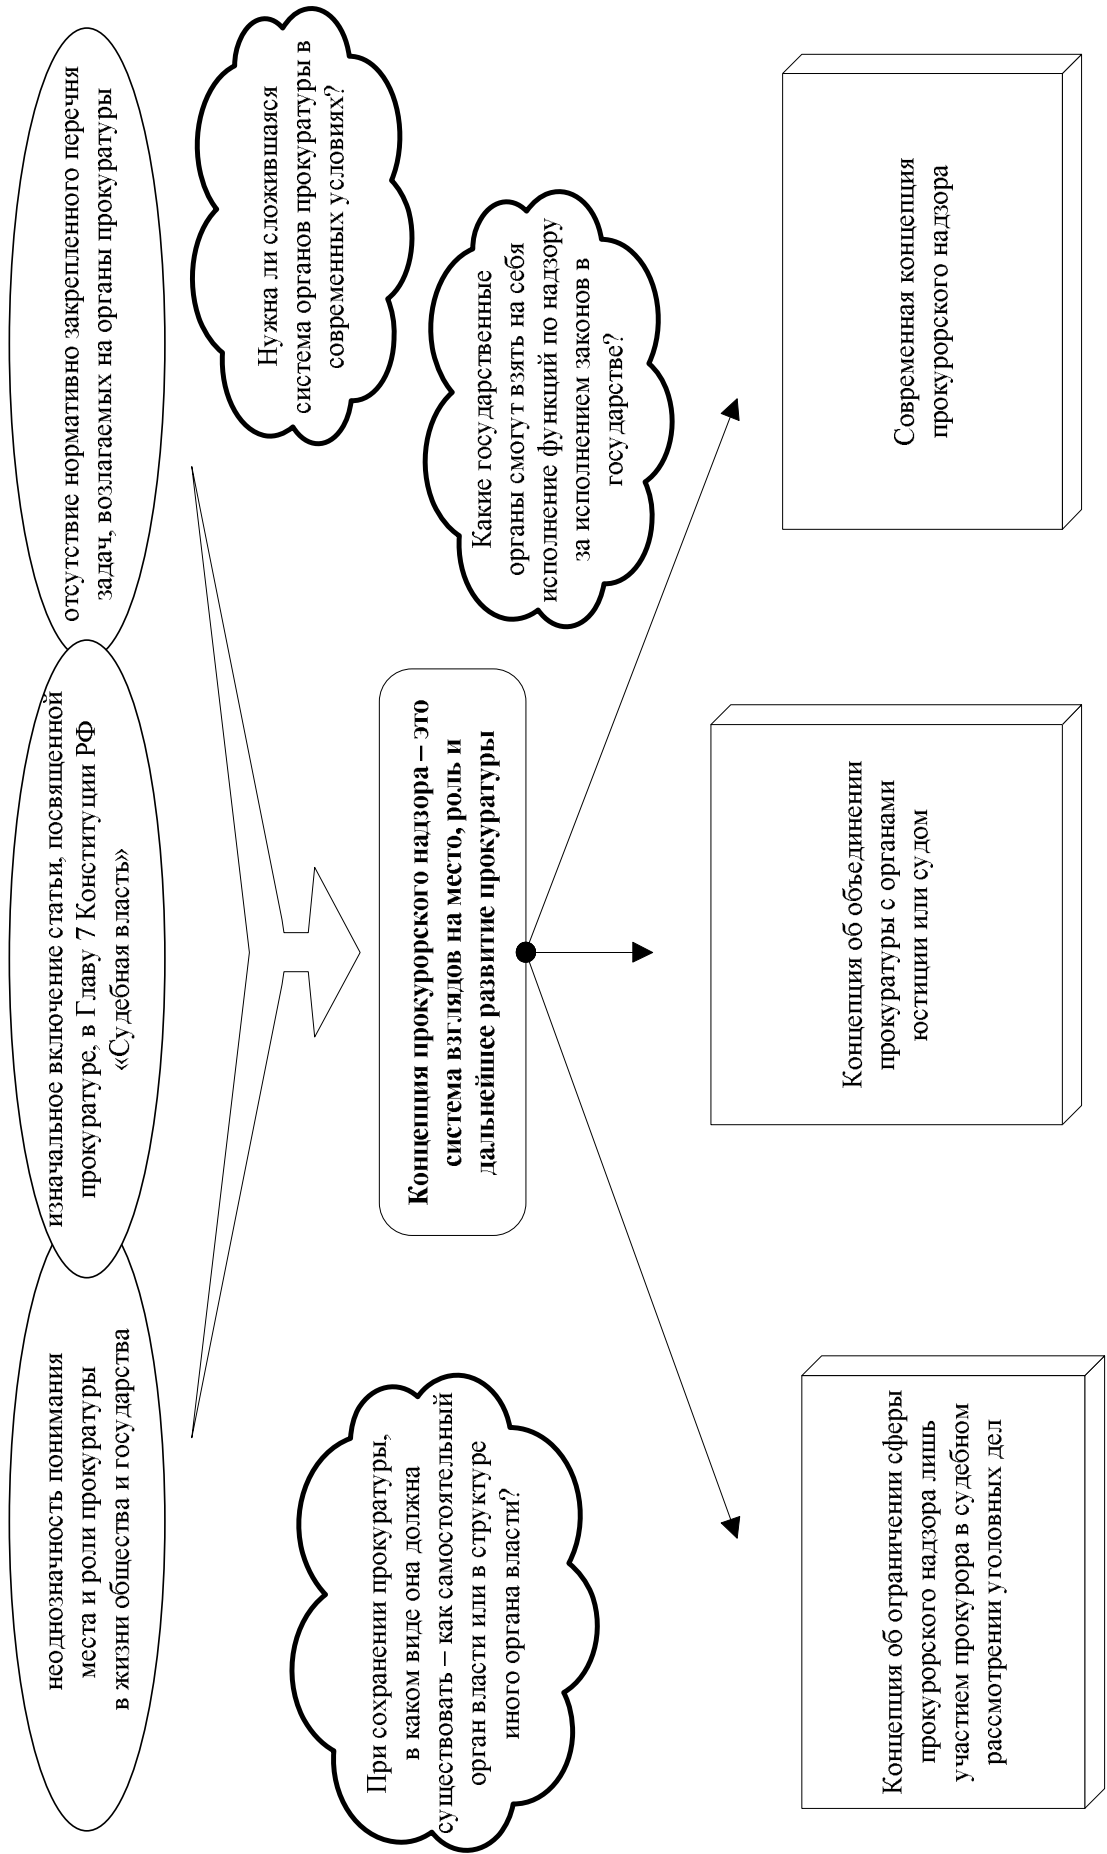 неоднозначность понимания
места и роли прокуратуры
в жизни общества и государства
изначальное включение статьи, посвященной
прокуратуре, в Главу 7 Конституции РФ
«Судебная власть»
отсутствие нормативно закрепленного перечня
задач, возлагаемых на органы прокуратуры
Нужна ли сложившаяся
система органов прокуратуры в
современных условиях?
При сохранении прокуратуры,
в каком виде она должна
существовать – как самостоятельный
орган власти или в структуре
иного органа власти?
Концепция прокурорского надзора – это
система взглядов на место, роль и
дальнейшее развитие прокуратуры
Какие государственные
органы смогут взять на себя
исполнение функций по надзору
за исполнением законов в
государстве?
Концепция об ограничении сферы
прокурорского надзора лишь
участием прокурора в судебном
рассмотрении уголовных дел
Концепция об объединении
прокуратуры с органами
юстиции или судом
Современная концепция
прокурорского надзора